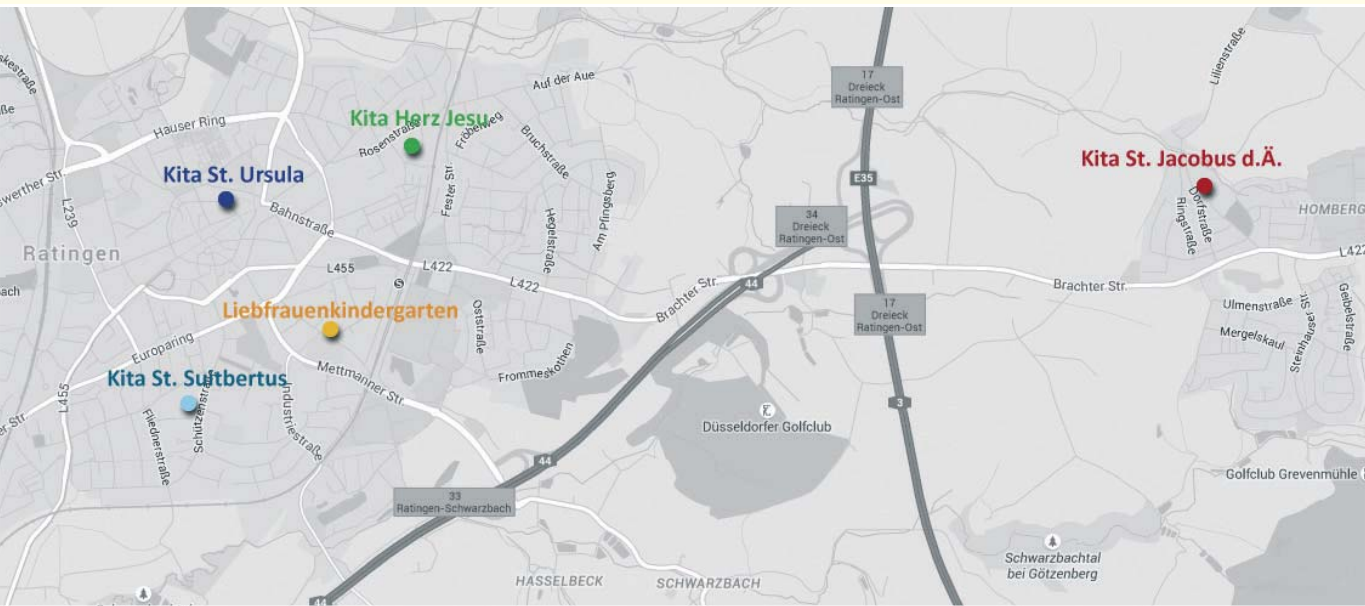 Lilienstraße
17
Dreieck
Ratingen-Ost
Auf der Aue
Hauser Ring
Kita Herz Jesu
Rosenstraße
Fröbelweg
Bruchstraße
Kita St. Jacobus d.Ä.
Kita St. Ursula
E35
Fester Str.
Am Pfingsberg
L239
Dorfstraße
Ringstraße
HOMBERG
Bahnstraße
Hegelstraße
34
Dreieck
Ratingen-Ost
Ratingen
L455
L422
L422
L422
Brachter Str.
44
Brachter Str.
17
Dreieck
Ratingen-Ost
Ulmenstraße
Steinhauser Str.
Geibelstraße
Liebfrauenkindergarten
Oststraße
Mergelskaul
Europaring
Frommeskothen
Mettmanner Str.
Kita St. Suitbertus
L455
Schützenstraße
Industriestraße
3
Fliednerstraße
Düsseldorfer Golfclub
44
Golfclub Grevenmühle
33
Ratingen-Schwarzbach
Schwarzbachtal
bei Götzenberg
HASSELBECK
SCHWARZBACH
44